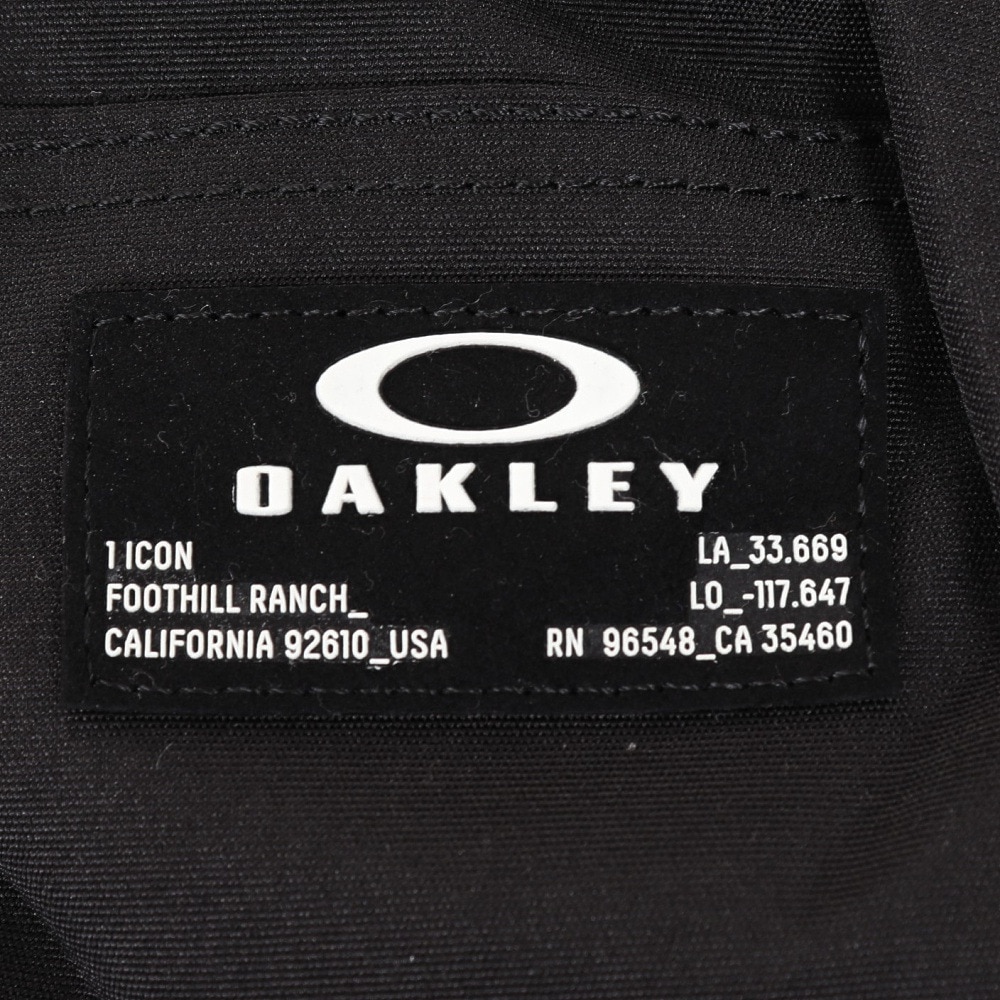 OAKLEY
1 ICON
FOOTHILL RANCH_
CALIFORNIA 92610_USA
LA_33.669
LO_-117.647
RN 96548_CA 35460